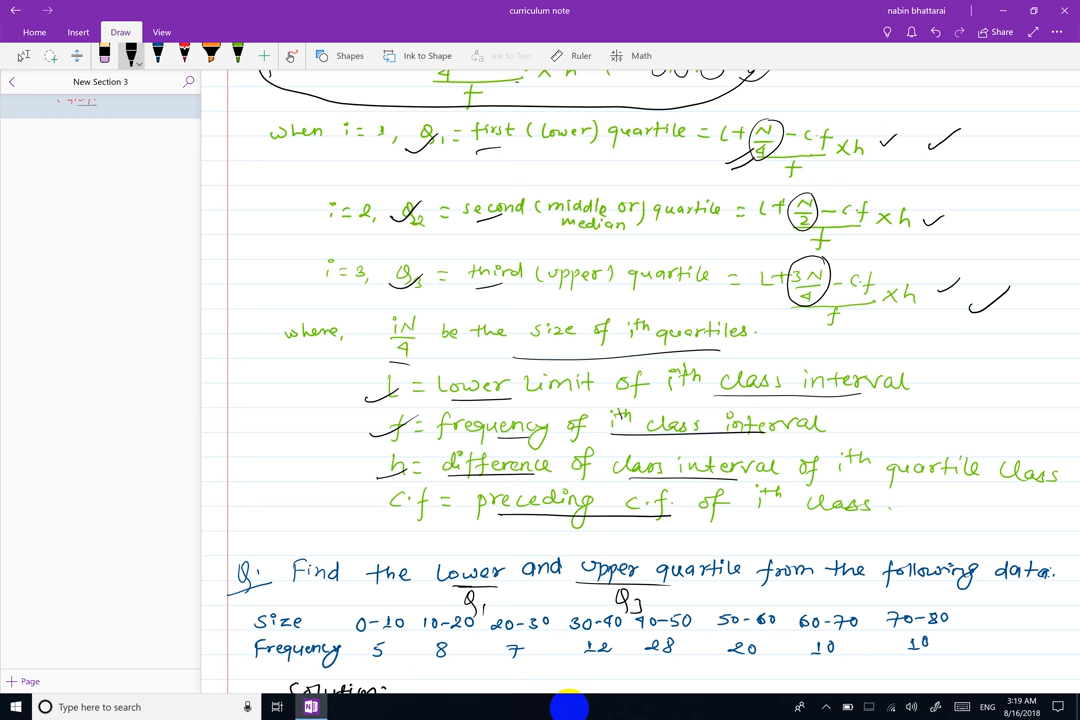 curriculum note
nabin bhattarai
Home Insert Draw View
Share
Shapes Ink to Shape Ink to Text Ruler Math
New Section 3
4 × h
f
when i = 1, Q1 = first (lower) quartile = L + N/4 - c.f / f × h
i = 2, Q2 = second (middle or median) quartile = L + N/2 - c.f / f × h
i = 3, Q3 = third (upper) quartile = L + 3N/4 - c.f / f × h
where, iN/4 be the size of ith quartiles.
L = Lower limit of ith class interval
f = frequency of ith class interval
h = difference of class interval of ith quartile class
c.f = preceding c.f. of ith class.
Q. Find the lower and upper quartile from the following data.
Q1 Q3
Size 0-10 10-20 20-30 30-40 40-50 50-60 60-70 70-80
Frequency 5 8 7 12 28 20 10 10
Solution:
+ Page
Type here to search
ENG
3:19 AM
8/16/2018